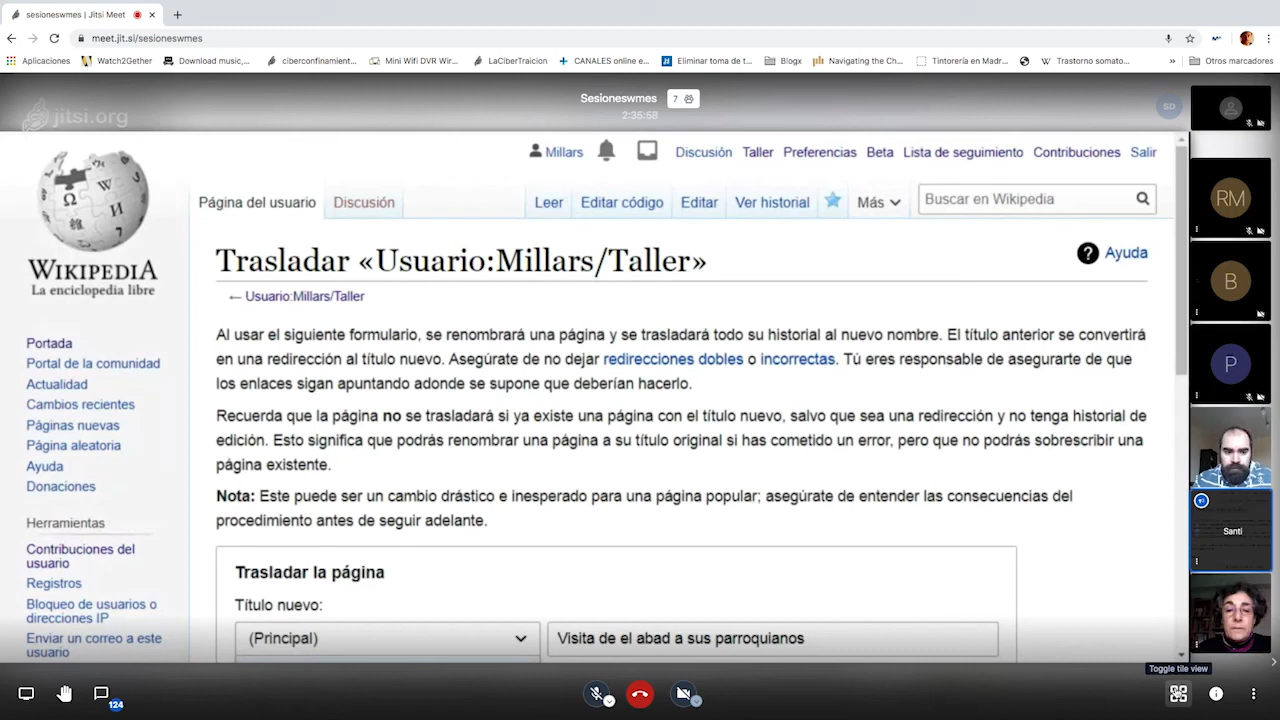 sesioneswmes | Jitsi Meet
meet.jit.si/sesioneswmes
Aplicaciones Watch2Gether Download music,... ciberconfinamient... Mini Wifi DVR Wir... LaCiberTraicion CANALES online e... Eliminar toma de t... Blogx Navigating the Ch... Tintorería en Madr... Trastorno somato... » Otros marcadores
jitsi.org
Sesioneswmes 7
2:35:58
SD
Millars Discusión Taller Preferencias Beta Lista de seguimiento Contribuciones Salir
Página del usuario Discusión Leer Editar código Editar Ver historial Más Buscar en Wikipedia
WIKIPEDIA
La enciclopedia libre
Trasladar «Usuario:Millars/Taller»
Ayuda
← Usuario:Millars/Taller
Al usar el siguiente formulario, se renombrará una página y se trasladará todo su historial al nuevo nombre. El título anterior se convertirá
en una redirección al título nuevo. Asegúrate de no dejar redirecciones dobles o incorrectas. Tú eres responsable de asegurarte de que
los enlaces sigan apuntando adonde se supone que deberían hacerlo.
Recuerda que la página no se trasladará si ya existe una página con el título nuevo, salvo que sea una redirección y no tenga historial de
edición. Esto significa que podrás renombrar una página a su título original si has cometido un error, pero que no podrás sobrescribir una
página existente.
Nota: Este puede ser un cambio drástico e inesperado para una página popular; asegúrate de entender las consecuencias del
procedimiento antes de seguir adelante.
Trasladar la página
Título nuevo:
(Principal) Visita de el abad a sus parroquianos
Portada
Portal de la comunidad
Actualidad
Cambios recientes
Páginas nuevas
Página aleatoria
Ayuda
Donaciones
Herramientas
Contribuciones del
usuario
Registros
Bloqueo de usuarios o
direcciones IP
Enviar un correo a este
usuario
RM
B
P
Santi
Toggle tile view
124